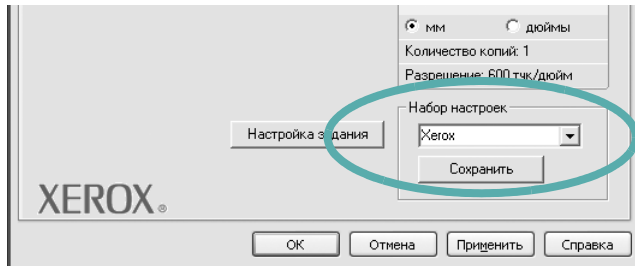 мм дюймы
Количество копий: 1
Разрешение: 600 тчк/дюйм
Набор настроек
Настройка задания
Xerox
Сохранить
XEROX®
ОК Отмена Применить Справка